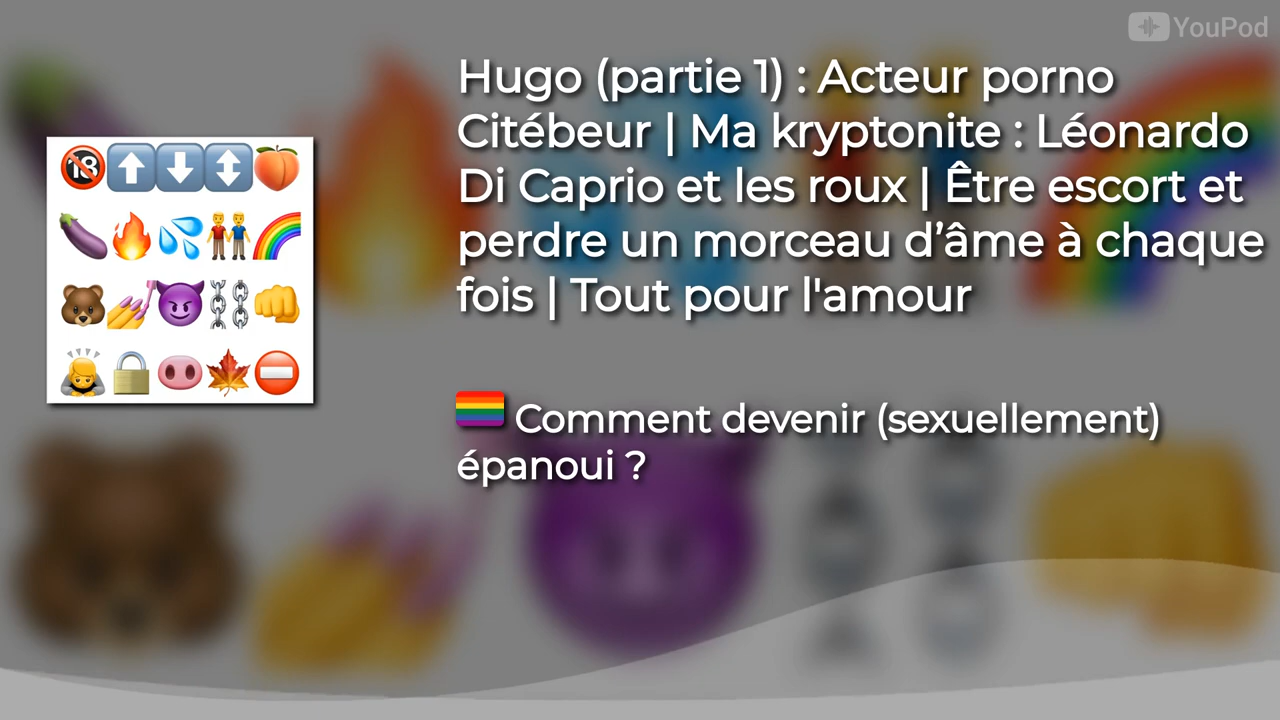 YouPod
Hugo (partie 1) : Acteur porno
Citébeur | Ma kryptonite : Léonardo
Di Caprio et les roux | Être escort et
perdre un morceau d’âme à chaque
fois | Tout pour l'amour
Comment devenir (sexuellement)
épanoui ?
18